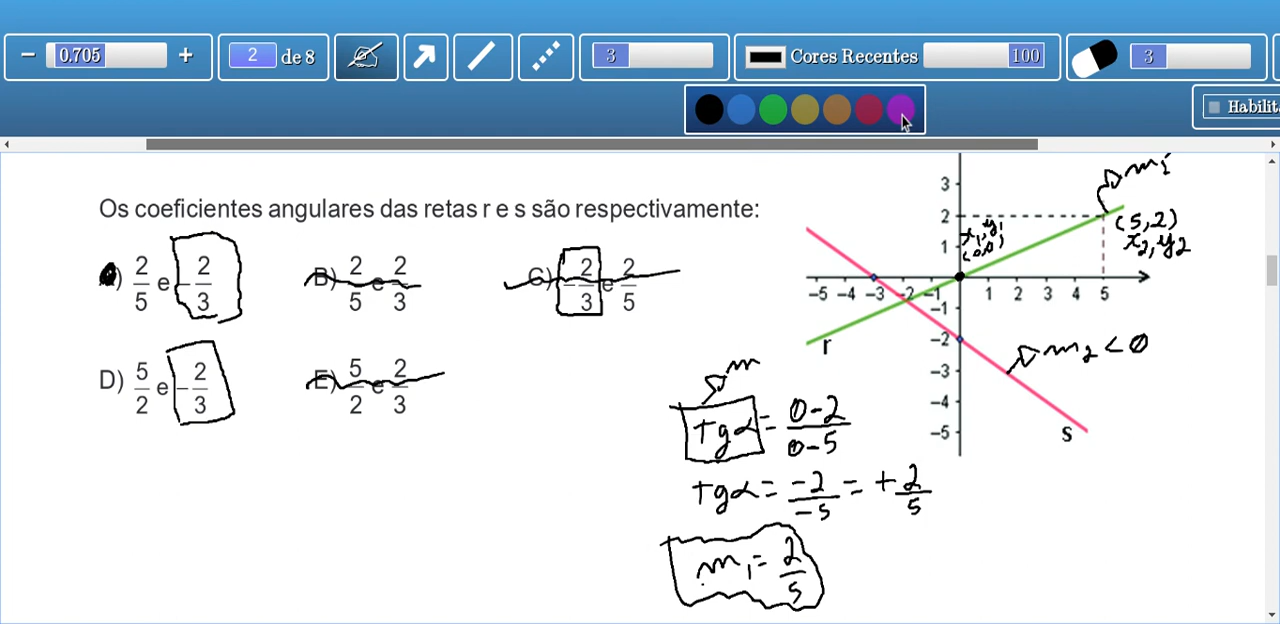 − 0.705 + 2 de 8 3 Cores Recentes 100 3
Habilit
Os coeficientes angulares das retas r e s são respectivamente:
A) 2/5 e −2/3
B) 2/5 e 2/3
C) −2/3 e 2/5
D) 5/2 e −2/3
E) 5/2 e 2/3
3
2
1
−5 −4 −3 −2 −1 1 2 3 4 5
−1
−2
−3
−4
−5
r
s
m1
(5,2)
x2, y2
x1, y1
(0,0)
m2 < 0
m
tgα = 0-2/0-5
tgα = -2/-5 = +2/5
m1 = 2/5